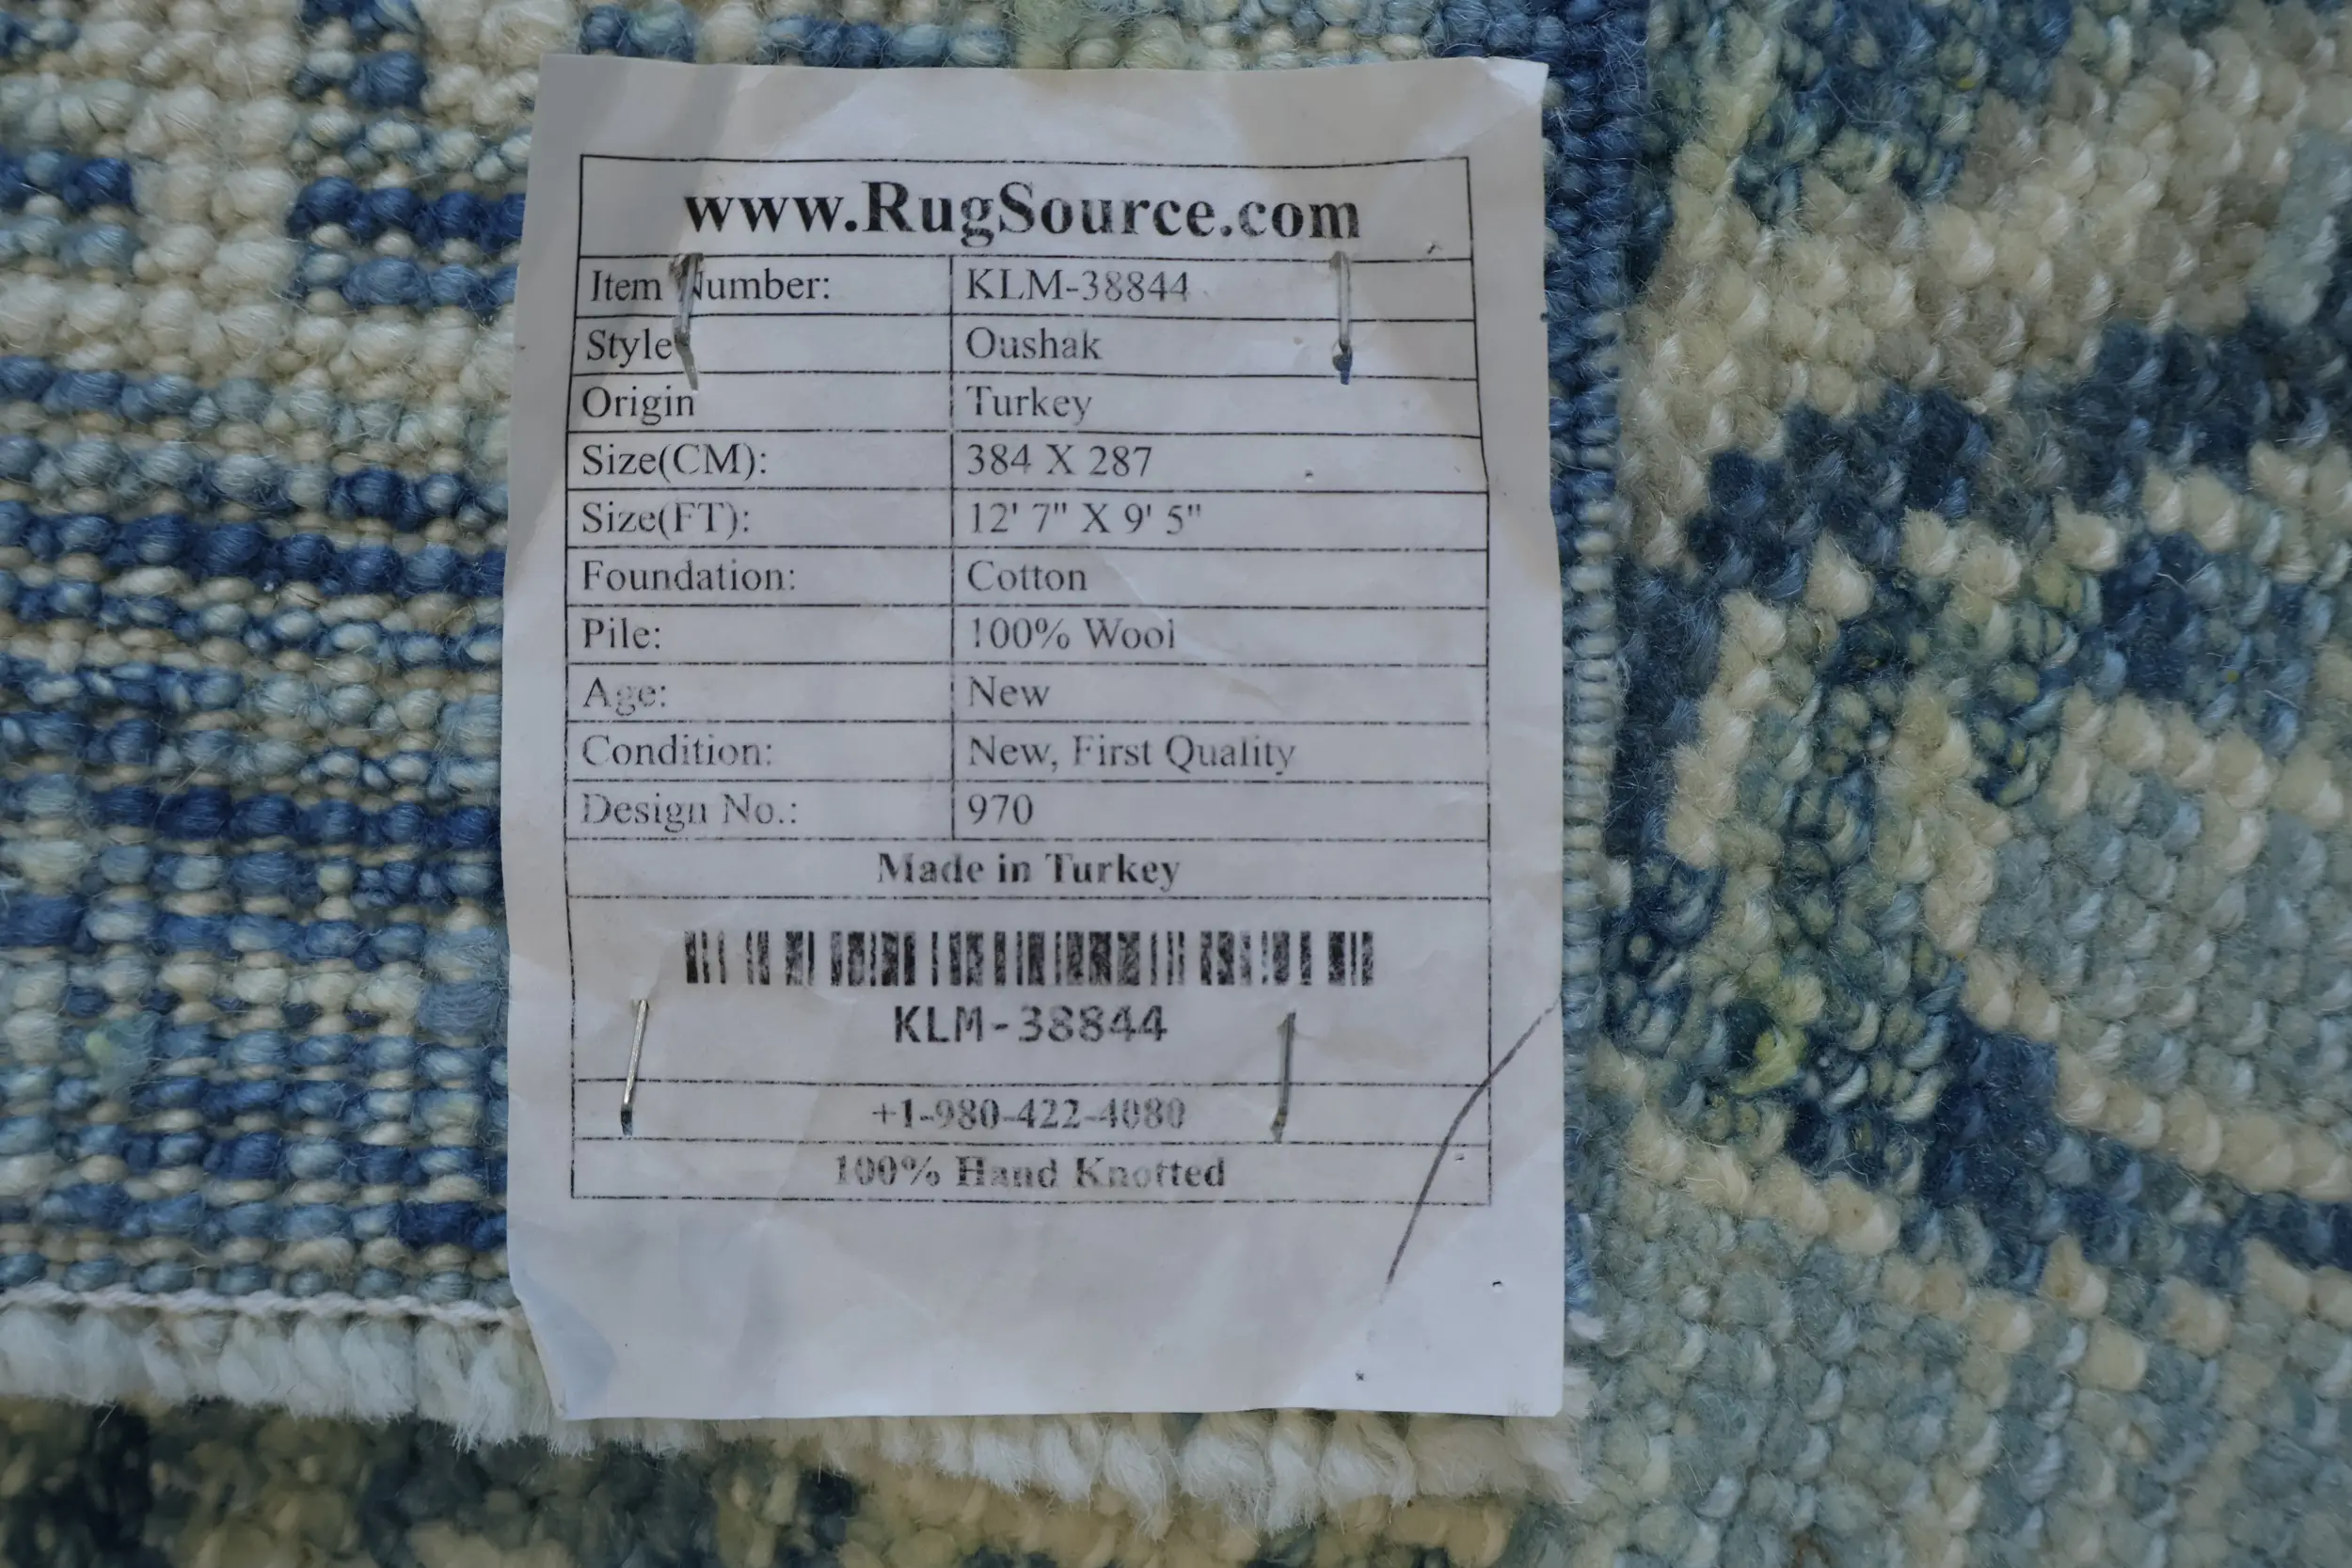 www.RugSource.com
Item Number: KLM-38844
Style Oushak
Origin Turkey
Size(CM): 384 X 287
Size(FT): 12' 7" X 9' 5"
Foundation: Cotton
Pile: 100% Wool
Age: New
Condition: New, First Quality
Design No.: 970
Made in Turkey
KLM-38844
+1-980-422-4080
100% Hand Knotted